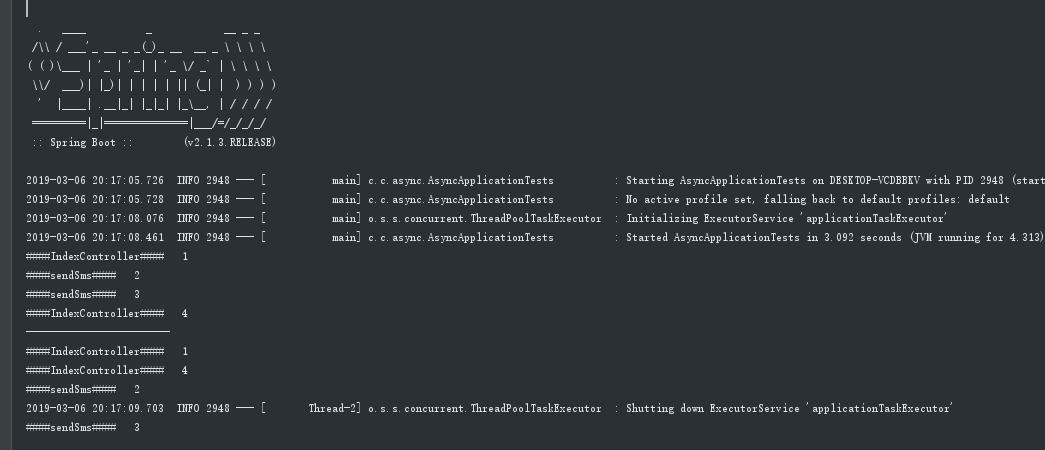 .   ____          _            __ _ _
 /\\ / ___'_ __ _ _(_)_ __  __ _ \ \ \ \
( ( )\___ | '_ | '_| | '_ \/ _` | \ \ \ \
 \\/  ___)| |_)| | | | | || (_| |  ) ) ) )
  '  |____| .__|_| |_|_| |_\__, | / / / /
 =========|_|==============|___/=/_/_/_/
 :: Spring Boot ::        (v2.1.3.RELEASE)
2019-03-06 20:17:05.726  INFO 2948 --- [           main] c.c.async.AsyncApplicationTests          : Starting AsyncApplicationTests on DESKTOP-VCDBBKV with PID 2948 (start
2019-03-06 20:17:05.728  INFO 2948 --- [           main] c.c.async.AsyncApplicationTests          : No active profile set, falling back to default profiles: default
2019-03-06 20:17:08.076  INFO 2948 --- [           main] o.s.s.concurrent.ThreadPoolTaskExecutor  : Initializing ExecutorService 'applicationTaskExecutor'
2019-03-06 20:17:08.461  INFO 2948 --- [           main] c.c.async.AsyncApplicationTests          : Started AsyncApplicationTests in 3.092 seconds (JVM running for 4.313)
####IndexController####   1
####sendSms####   2
####sendSms####   3
####IndexController####   4
------------------------
####IndexController####   1
####IndexController####   4
####sendSms####   2
2019-03-06 20:17:09.703  INFO 2948 --- [       Thread-2] o.s.s.concurrent.ThreadPoolTaskExecutor  : Shutting down ExecutorService 'applicationTaskExecutor'
####sendSms####   3